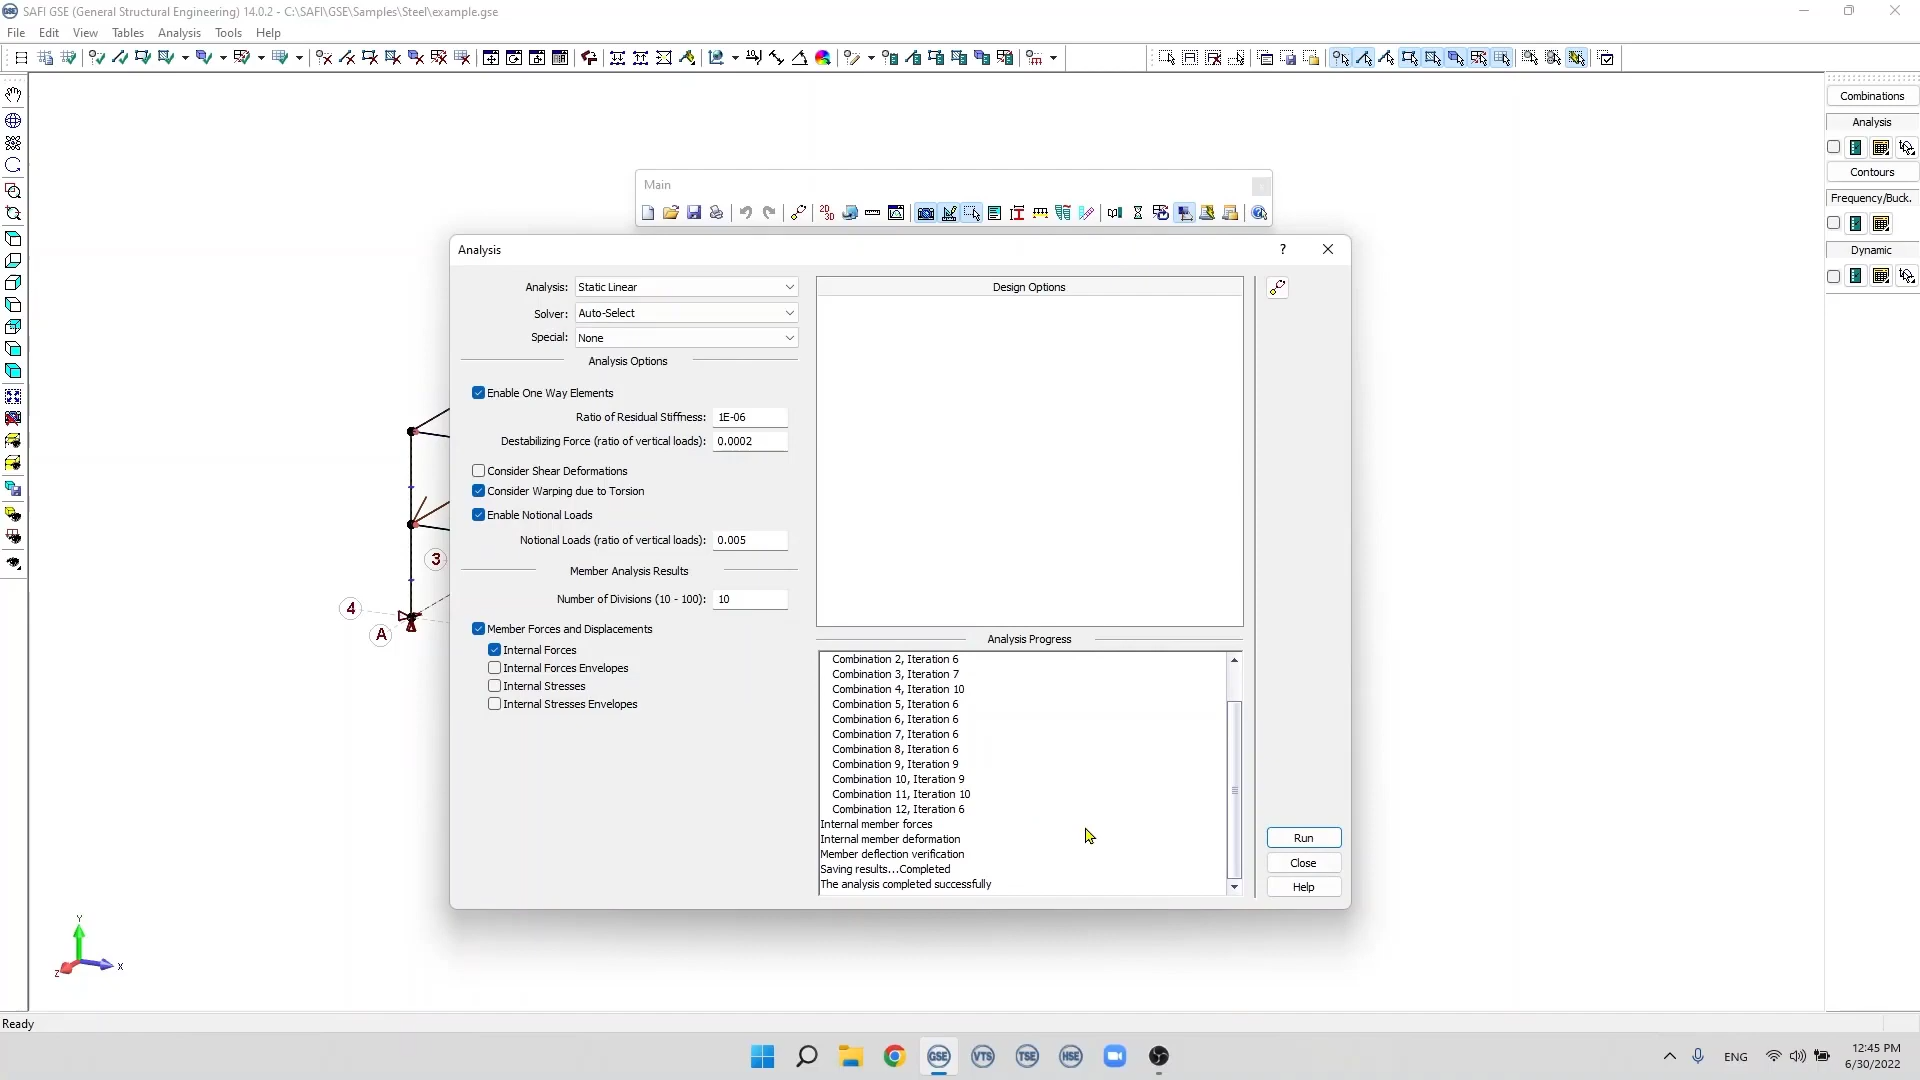 SAFI GSE (General Structural Engineering) 14.0.2 - C:\SAFI\GSE\Samples\Steel\example.gse
File Edit View Tables Analysis Tools Help
Combinations
Analysis
Contours
Frequency/Buck.
Dynamic
Main
2D
3D
Analysis
?
Analysis: Static Linear
Solver: Auto-Select
Special: None
Analysis Options
Enable One Way Elements
Ratio of Residual Stiffness: 1E-06
Destabilizing Force (ratio of vertical loads): 0.0002
Consider Shear Deformations
Consider Warping due to Torsion
Enable Notional Loads
Notional Loads (ratio of vertical loads): 0.005
Member Analysis Results
Number of Divisions (10 - 100): 10
Member Forces and Displacements
Internal Forces
Internal Forces Envelopes
Internal Stresses
Internal Stresses Envelopes
Design Options
Analysis Progress
Combination 2, Iteration 6
Combination 3, Iteration 7
Combination 4, Iteration 10
Combination 5, Iteration 6
Combination 6, Iteration 6
Combination 7, Iteration 6
Combination 8, Iteration 6
Combination 9, Iteration 9
Combination 10, Iteration 9
Combination 11, Iteration 10
Combination 12, Iteration 6
Internal member forces
Internal member deformation
Member deflection verification
Saving results...Completed
The analysis completed successfully
Run
Close
Help
3
4
A
Y
Z
X
Ready
GSE VTS TSE HSE
ENG
12:45 PM
6/30/2022